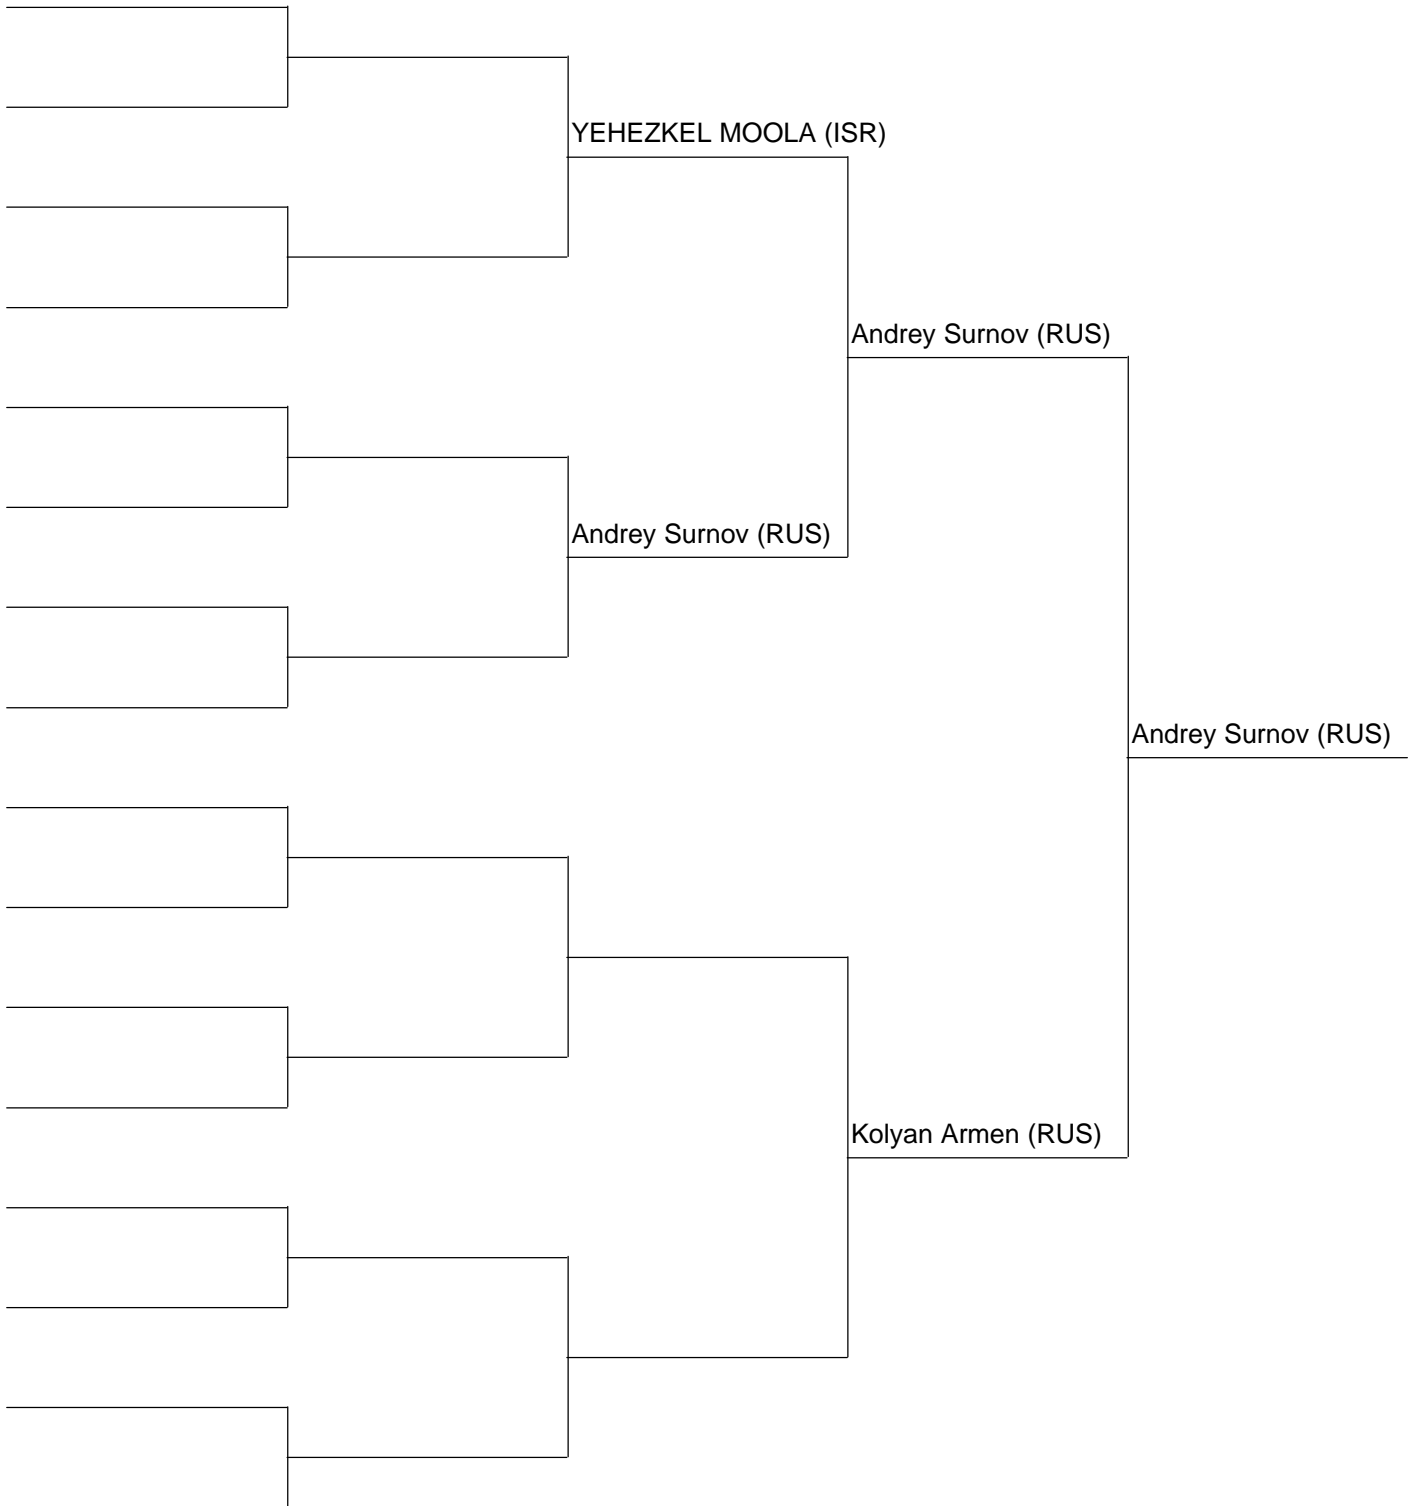 YEHEZKEL MOOLA (ISR)
Andrey Surnov (RUS)
Andrey Surnov (RUS)
Andrey Surnov (RUS)
Kolyan Armen (RUS)